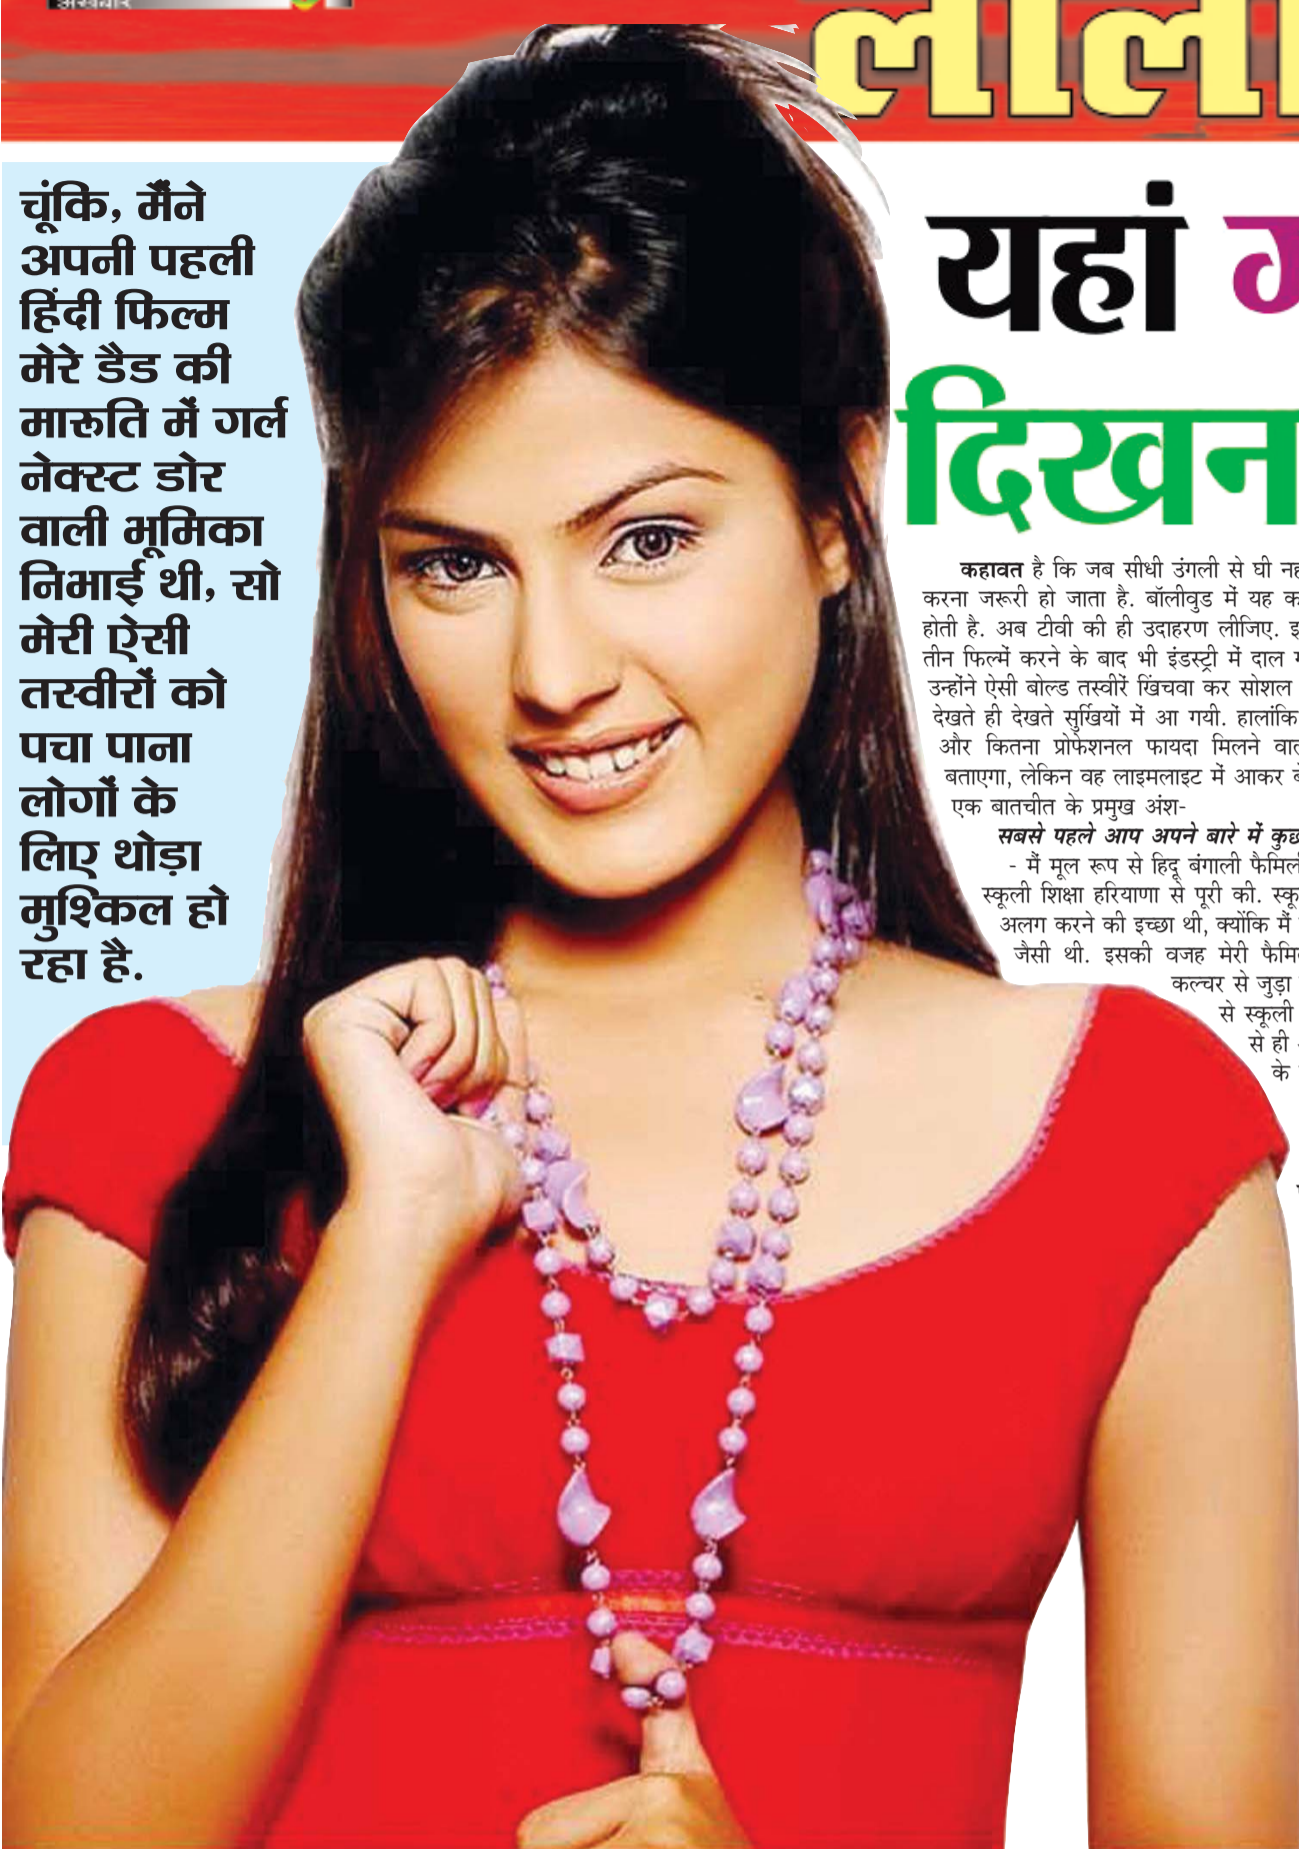 अखबार
लील
यहां
दिखन
चूंकि, मैंने
अपनी पहली
हिंदी फिल्म
मेरे डैड की
मारूति में गर्ल
नेक्स्ट डोर
वाली भूमिका
निभाई थी, सो
मेरी ऐसी
तस्वीरों को
पचा पाना
लोगों के
लिए थोड़ा
मुश्किल हो
रहा है.
कहावत है कि जब सीधी उंगली से घी
करना जरूरी हो जाता है. बॉलीवुड में यह
होती है. अब टीवी की ही उदाहरण लीजिए.
तीन फिल्में करने के बाद भी इंडस्ट्री में दाल
उन्होंने ऐसी बोल्ड तस्वीरें खिंचवा कर सोशल
देखते ही देखते सुर्खियों में आ गयी. हालांकि
और कितना प्रोफेशनल फायदा मिलने
बताएगा, लेकिन वह लाइमलाइट में आकर
एक बातचीत के प्रमुख अंश-
सबसे पहले आप अपने बारे में
- मैं मूल रूप से हिदू बंगाली
स्कूली शिक्षा हरियाणा से पूरी की.
अलग करने की इच्छा थी, क्योंकि मैं
जैसी थी. इसकी वजह मेरी
कल्चर से जुड़ा
से स्कूली
से ही
के